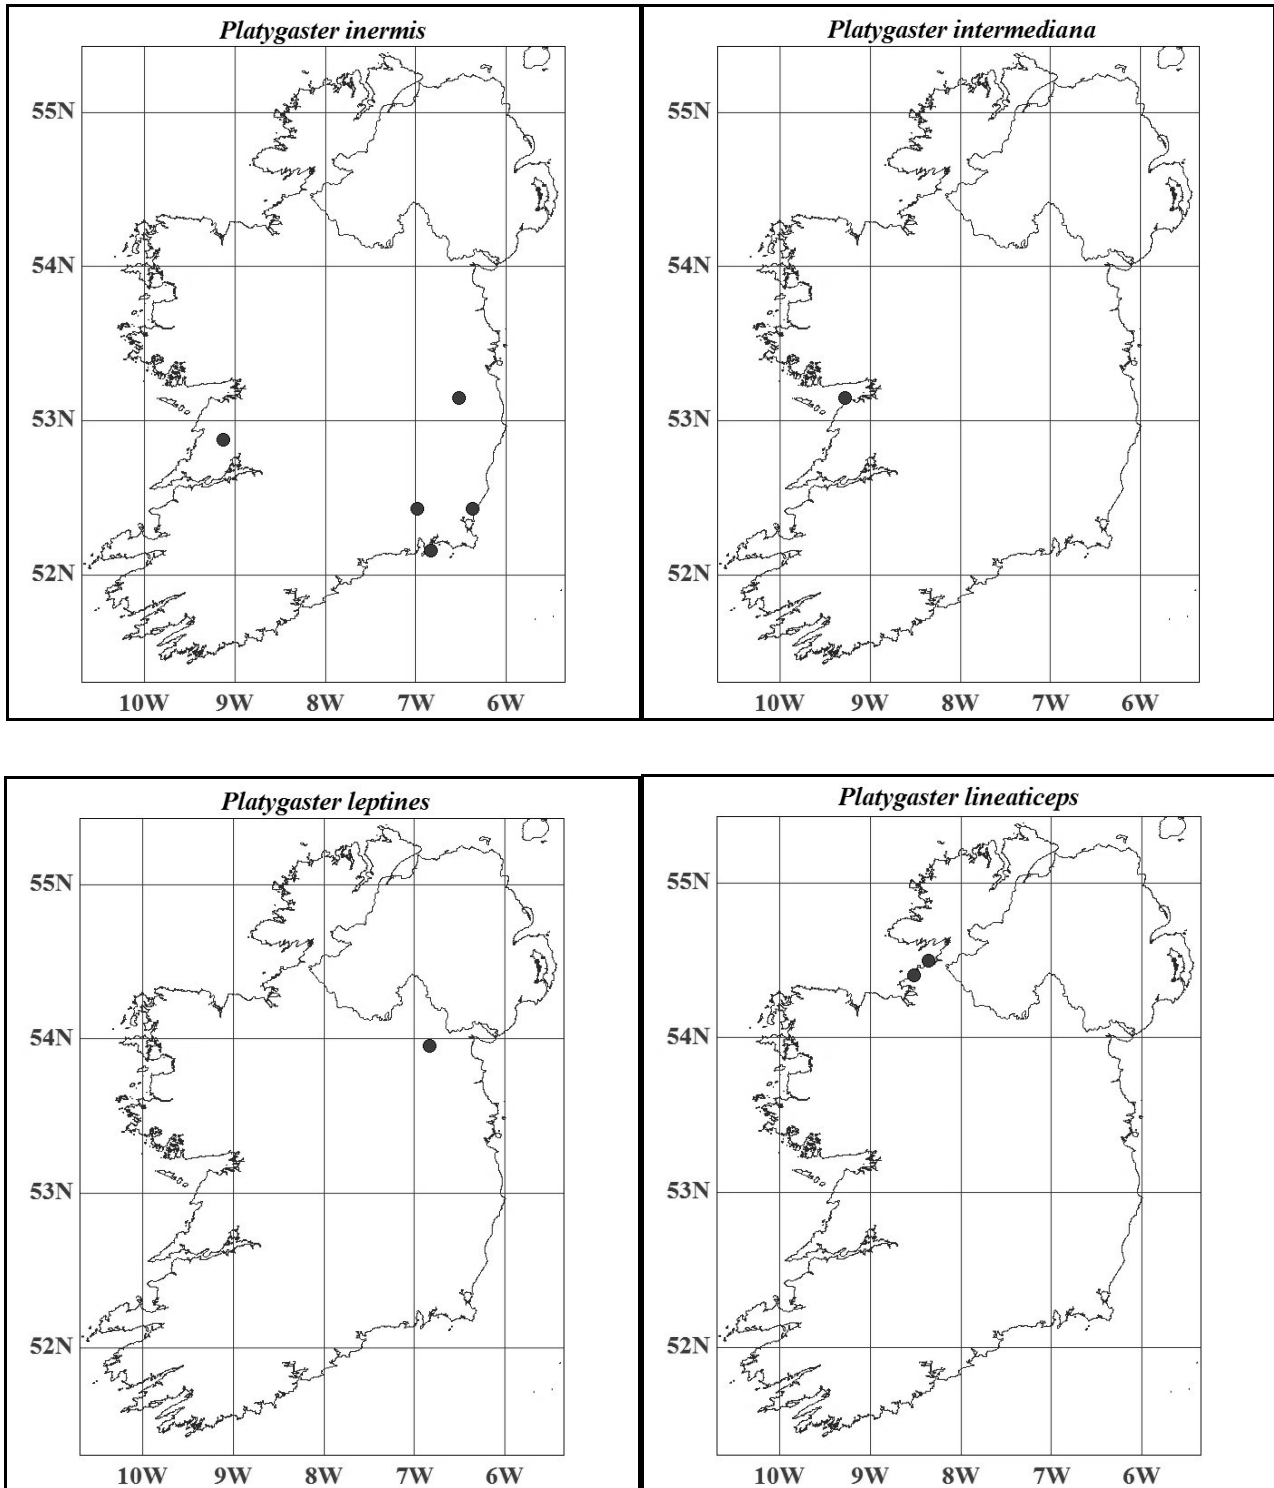 Platygaster inermis
55N
54N
53N
52N
10W 9W 8W 7W 6W
Platygaster intermediana
55N
54N
53N
52N
10W 9W 8W 7W 6W
Platygaster leptines
55N
54N
53N
52N
10W 9W 8W 7W 6W
Platygaster lineaticeps
55N
54N
53N
52N
10W 9W 8W 7W 6W